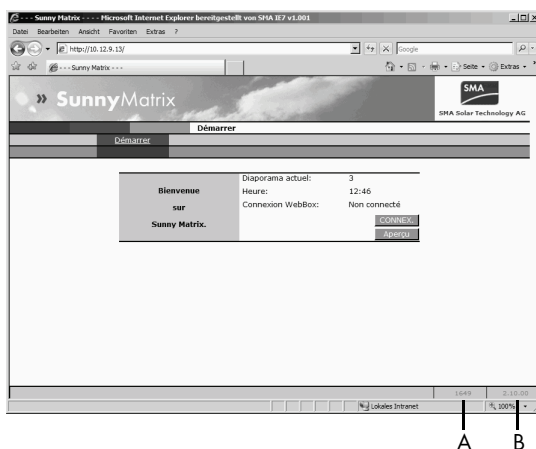 - - - Sunny Matrix - - - - Microsoft Internet Explorer bereitgestellt von SMA IE7 v1.001
Datei Bearbeiten Ansicht Favoriten Extras ?
http://10.12.9.13/
Google
- - - Sunny Matrix - - -
Seite
Extras
» SunnyMatrix
SMA
SMA Solar Technology AG
Démarrer
Démarrer
Bienvenue
sur
Sunny Matrix.
Diaporama actuel: 3
Heure: 12:46
Connexion WebBox: Non connecté
CONNEX.
Aperçu
1649 2.10.00
Lokales Intranet 100%
A B